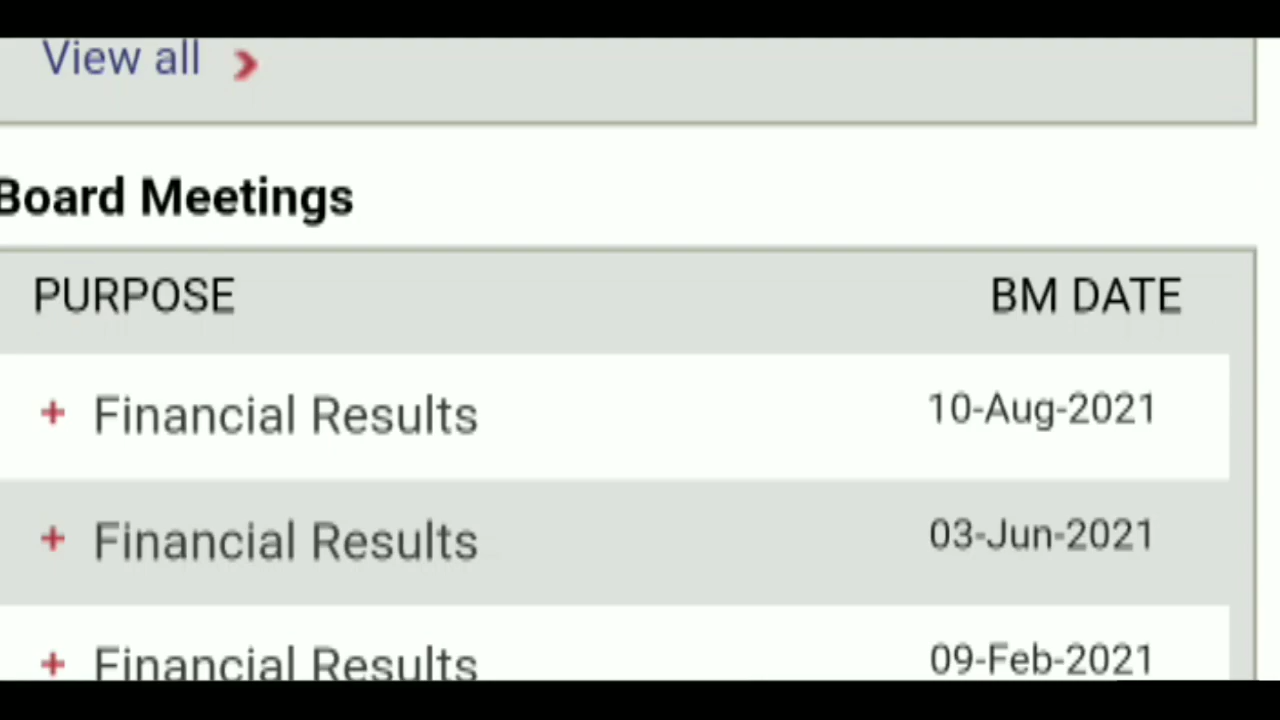 View all
Board Meetings
PURPOSE BM DATE
+ Financial Results 10-Aug-2021
+ Financial Results 03-Jun-2021
+ Financial Results 09-Feb-2021